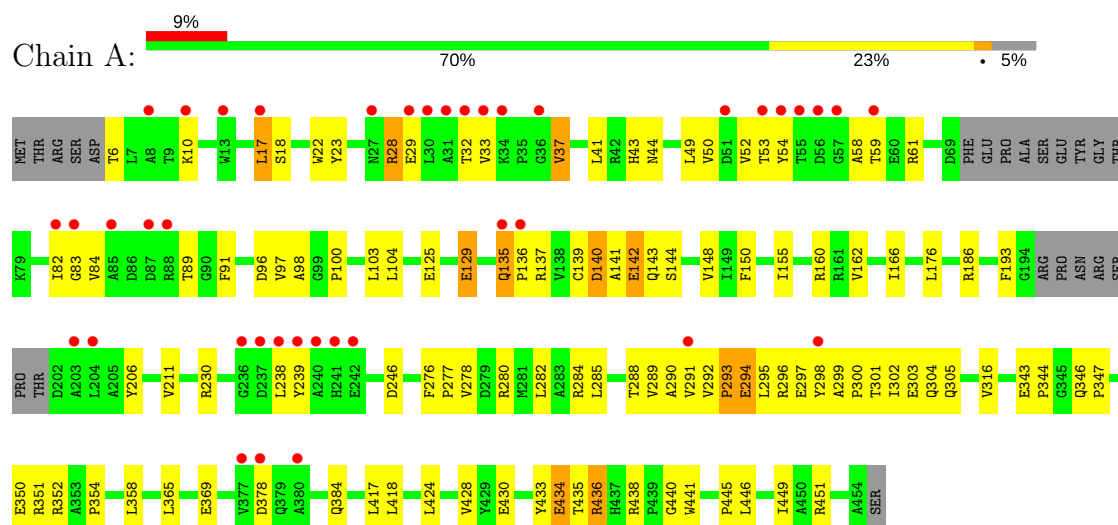 9%
Chain A:
70% 23% • 5%
MET THR ARG SER ASP T6 L7 A8 T9 K10 W13 L17 S18 W22 Y23 N27 R28 E29 L30 A31 T32 V33 K34 P35 G36 V37 L41 R42 H43 N44 L49 V50 D51 V52 T53 Y54 T55 D56 G57 A58 T59 E60 R61 D69 PHE GLU PRO ALA SER GLU TYR GLY THR
K79 I82 G83 V84 A85 D86 D87 R88 T89 G90 F91 D96 V97 A98 G99 P100 L103 L104 E125 E129 Q135 P136 R137 V138 C139 D140 A141 E142 Q143 S144 V148 I149 F150 I155 R160 R161 V162 I166 L176 R186 F193 G194 ARG PRO ASN ARG SER
PRO THR D202 A203 L204 A205 Y206 V211 R230 G236 D237 L238 Y239 A240 H241 E242 D246 F276 P277 V278 D279 R280 M281 L282 A283 R284 L285 T288 V289 A290 V291 V292 P293 E294 L295 R296 E297 Y298 A299 P300 T301 I302 E303 Q304 Q305 V316 E343 P344 G345 Q346 P347
E350 R351 R352 A353 P354 L358 L365 E369 V377 D378 Q379 A380 Q384 L417 L418 L424 V428 Y429 E430 Y433 E434 T435 R436 H437 R438 P439 G440 W441 P445 L446 I449 A450 R451 A454 SER